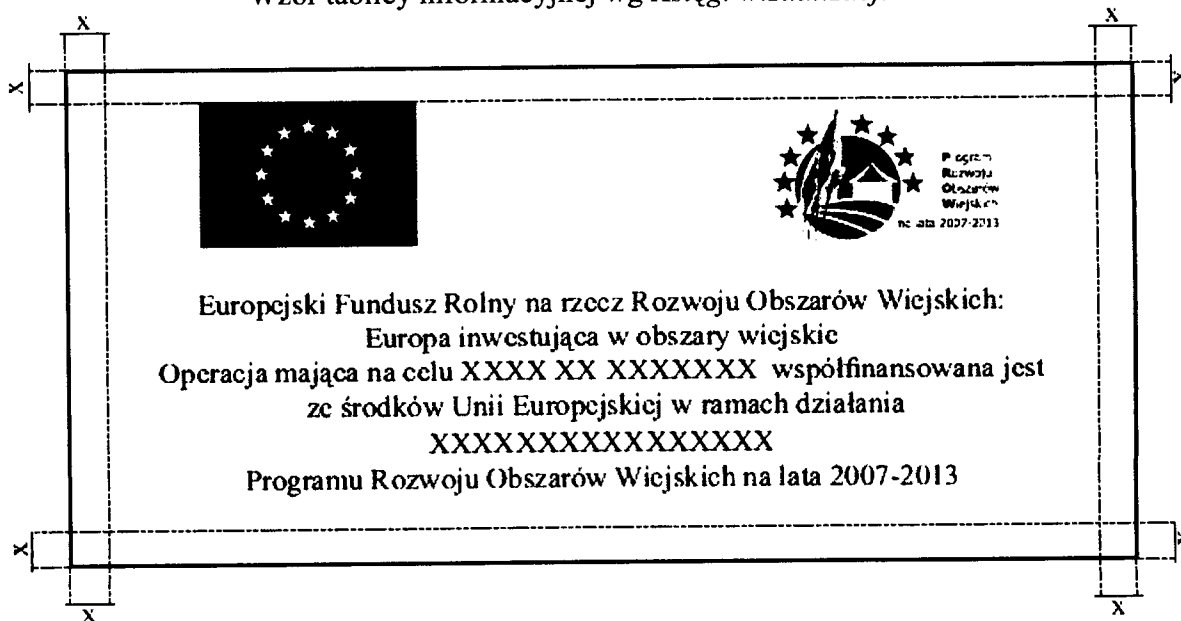 Wzór tablicy informacyjnej wg Księgi
X
X
X
Program
Rozwoju
Obszarów
Wiejskich
na lata 2007-2013
Europejski Fundusz Rolny na rzecz Rozwoju Obszarów Wiejskich:
Europa inwestująca w obszary wiejskie
Operacja mająca na celu XXXX XX XXXXXXX współfinansowana jest
ze środków Unii Europejskiej w ramach działania
XXXXXXXXXXXXXXXX
Programu Rozwoju Obszarów Wiejskich na lata 2007-2013
X
X
X